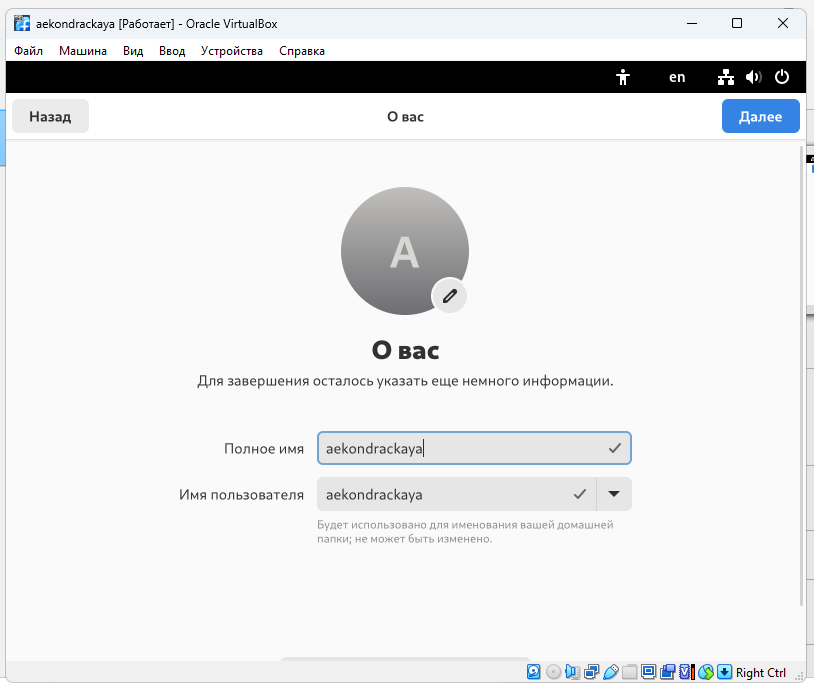 aekondrackaya [Работает] - Oracle VirtualBox
Файл Машина Вид Ввод Устройства Справка
en
Назад О вас Далее
A
О вас
Для завершения осталось указать еще немного информации.
Полное имя aekondrackaya
Имя пользователя aekondrackaya
Будет использовано для именования вашей домашней
папки; не может быть изменено.
Right Ctrl